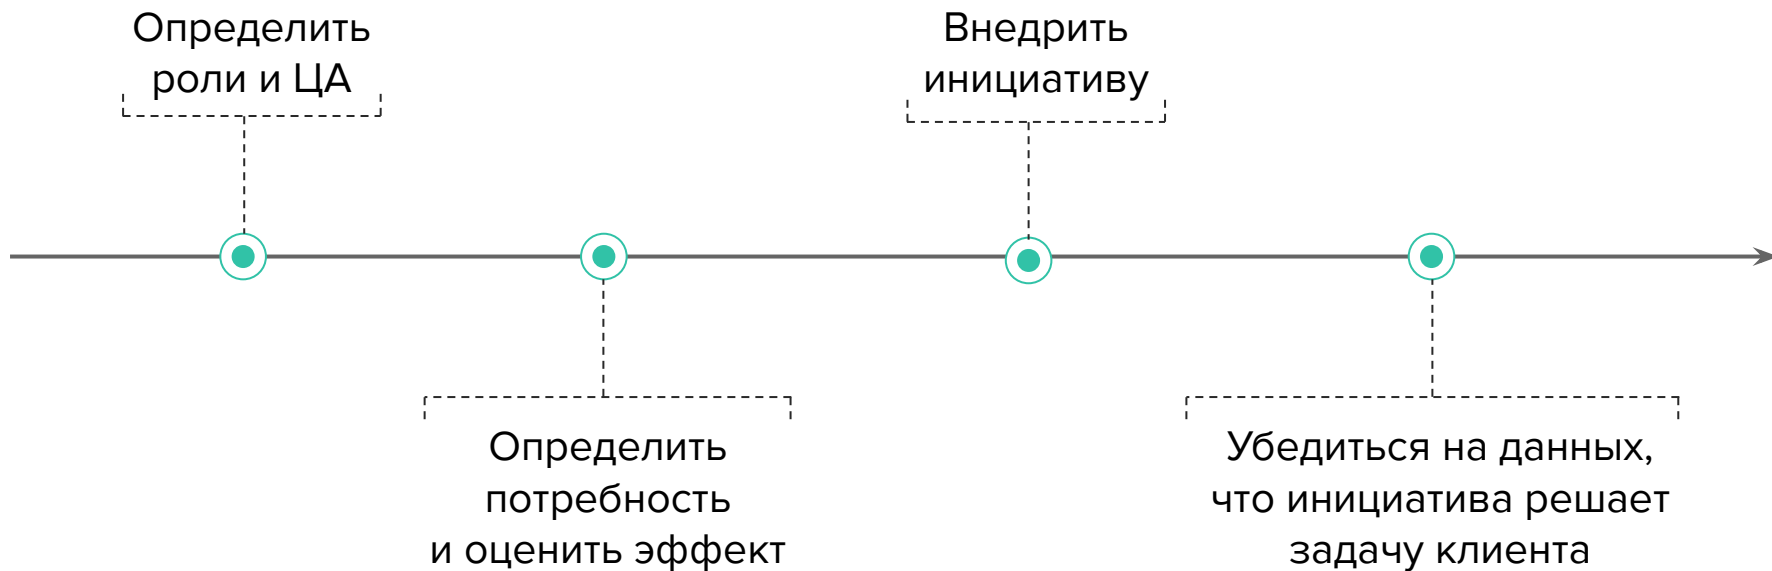 Определить
роли и ЦА
Внедрить
инициативу
Определить
потребность
и оценить эффект
Убедиться на данных,
что инициатива решает
задачу клиента